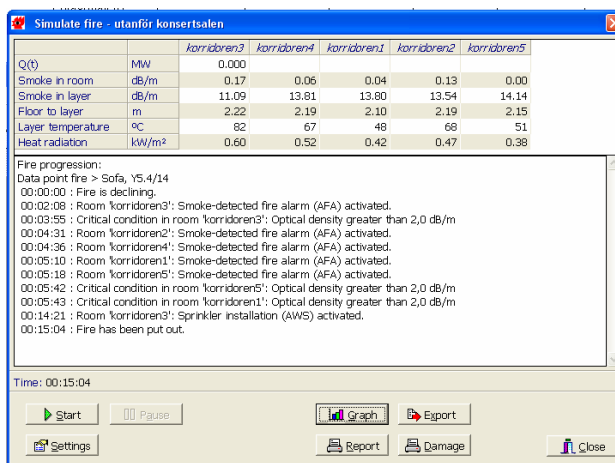 Simulate fire - utanför konsertsalen
korridoren3 korridoren4 korridoren1 korridoren2 korridoren5
Q(t) MW 0.000
Smoke in room dB/m 0.17 0.06 0.04 0.13 0.00
Smoke in layer dB/m 11.09 13.81 13.80 13.54 14.14
Floor to layer m 2.22 2.19 2.10 2.19 2.15
Layer temperature ºC 82 67 48 68 51
Heat radiation kW/m² 0.60 0.52 0.42 0.47 0.38
Fire progression:
Data point fire > Sofa, Y5.4/14
00:00:00 : Fire is declining.
00:02:08 : Room 'korridoren3': Smoke-detected fire alarm (AFA) activated.
00:03:55 : Critical condition in room 'korridoren3': Optical density greater than 2,0 dB/m
00:04:31 : Room 'korridoren2': Smoke-detected fire alarm (AFA) activated.
00:04:36 : Room 'korridoren4': Smoke-detected fire alarm (AFA) activated.
00:05:10 : Room 'korridoren1': Smoke-detected fire alarm (AFA) activated.
00:05:18 : Room 'korridoren5': Smoke-detected fire alarm (AFA) activated.
00:05:42 : Critical condition in room 'korridoren5': Optical density greater than 2,0 dB/m
00:05:43 : Critical condition in room 'korridoren1': Optical density greater than 2,0 dB/m
00:14:21 : Room 'korridoren3': Sprinkler installation (AWS) activated.
00:15:04 : Fire has been put out.
Time: 00:15:04
Start Pause Graph Export
Settings Report Damage Close